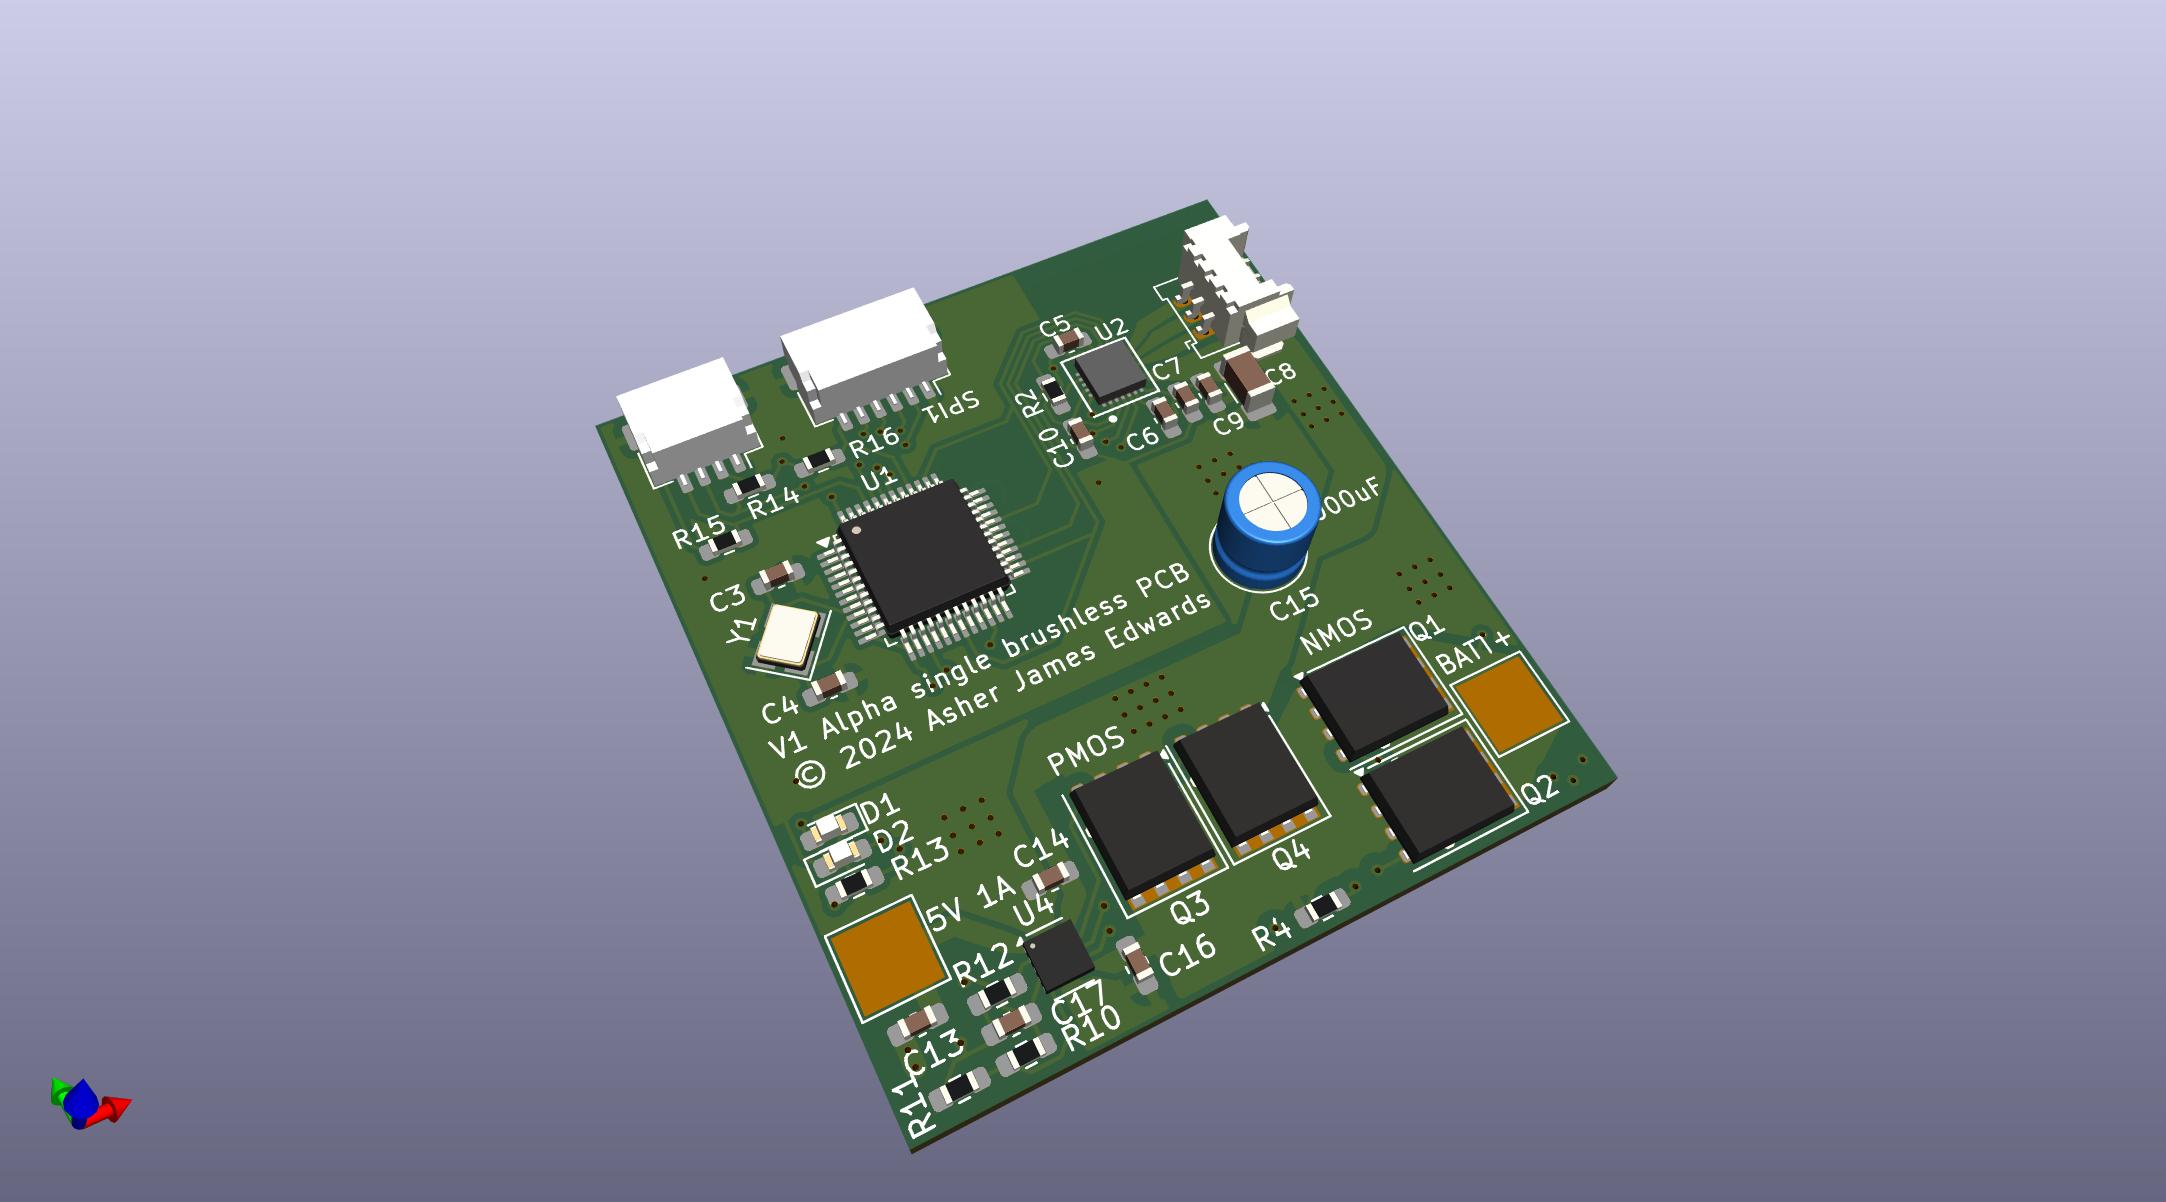 C5
U2
C7
C8
SPI1
R2
R16
C10
C6
C9
U1
R14
R15
00uF
C3
Y1
C15
C4
V1 Alpha single brushless PCB
© 2024 Asher James Edwards
NMOS
Q1
BATT+
PMOS
Q2
D1
D2
R13
C14
Q4
5V 1A
U4
Q3
R4
R12
C16
C17
R10
C13
R11